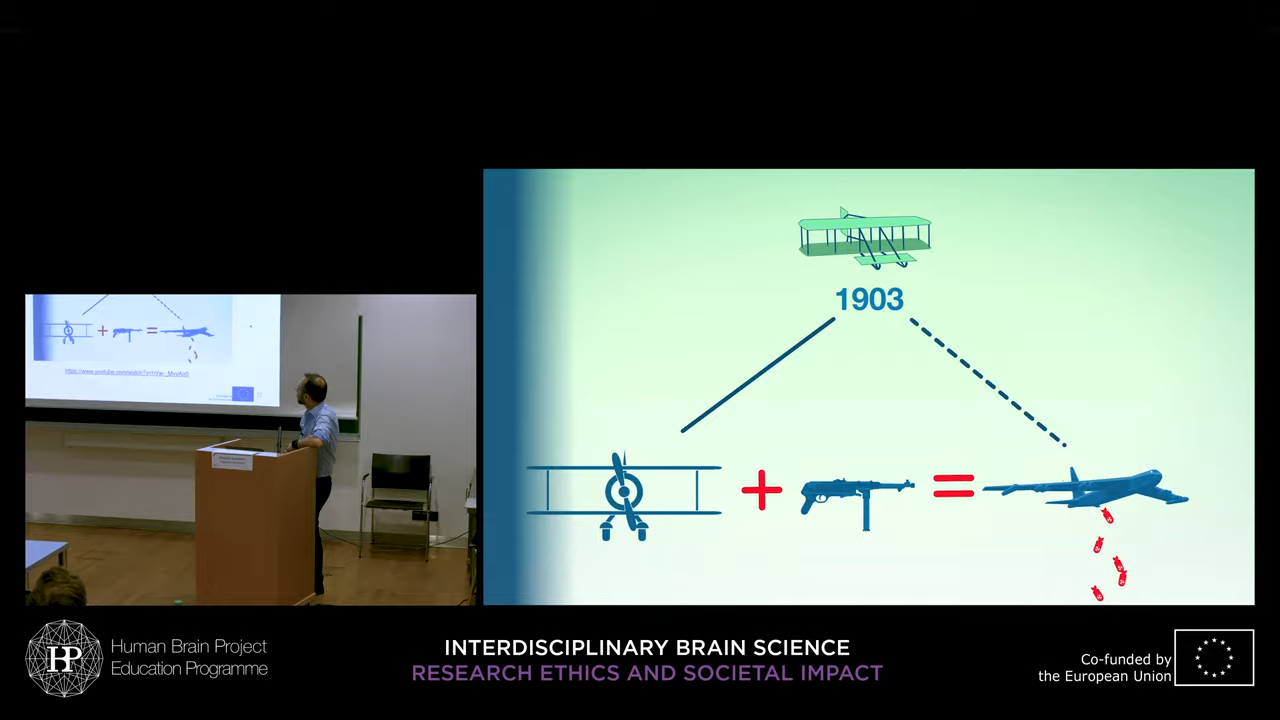 1903
HP
Human Brain Project
Education Programme
INTERDISCIPLINARY BRAIN SCIENCE
RESEARCH ETHICS AND SOCIETAL IMPACT
Co-funded by
the European Union